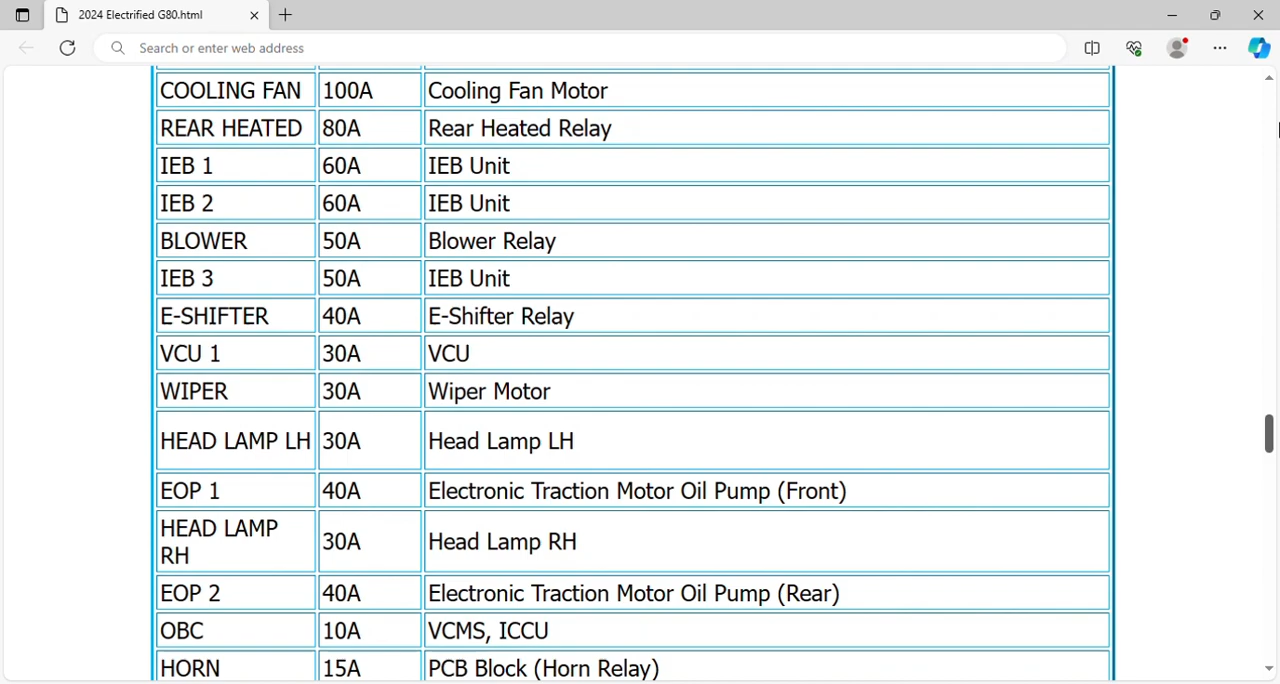 2024 Electrified G80.html
Search or enter web address
COOLING FAN 100A Cooling Fan Motor
REAR HEATED 80A Rear Heated Relay
IEB 1 60A IEB Unit
IEB 2 60A IEB Unit
BLOWER 50A Blower Relay
IEB 3 50A IEB Unit
E-SHIFTER 40A E-Shifter Relay
VCU 1 30A VCU
WIPER 30A Wiper Motor
HEAD LAMP LH 30A Head Lamp LH
EOP 1 40A Electronic Traction Motor Oil Pump (Front)
HEAD LAMP
RH 30A Head Lamp RH
EOP 2 40A Electronic Traction Motor Oil Pump (Rear)
OBC 10A VCMS, ICCU
HORN 15A PCB Block (Horn Relay)